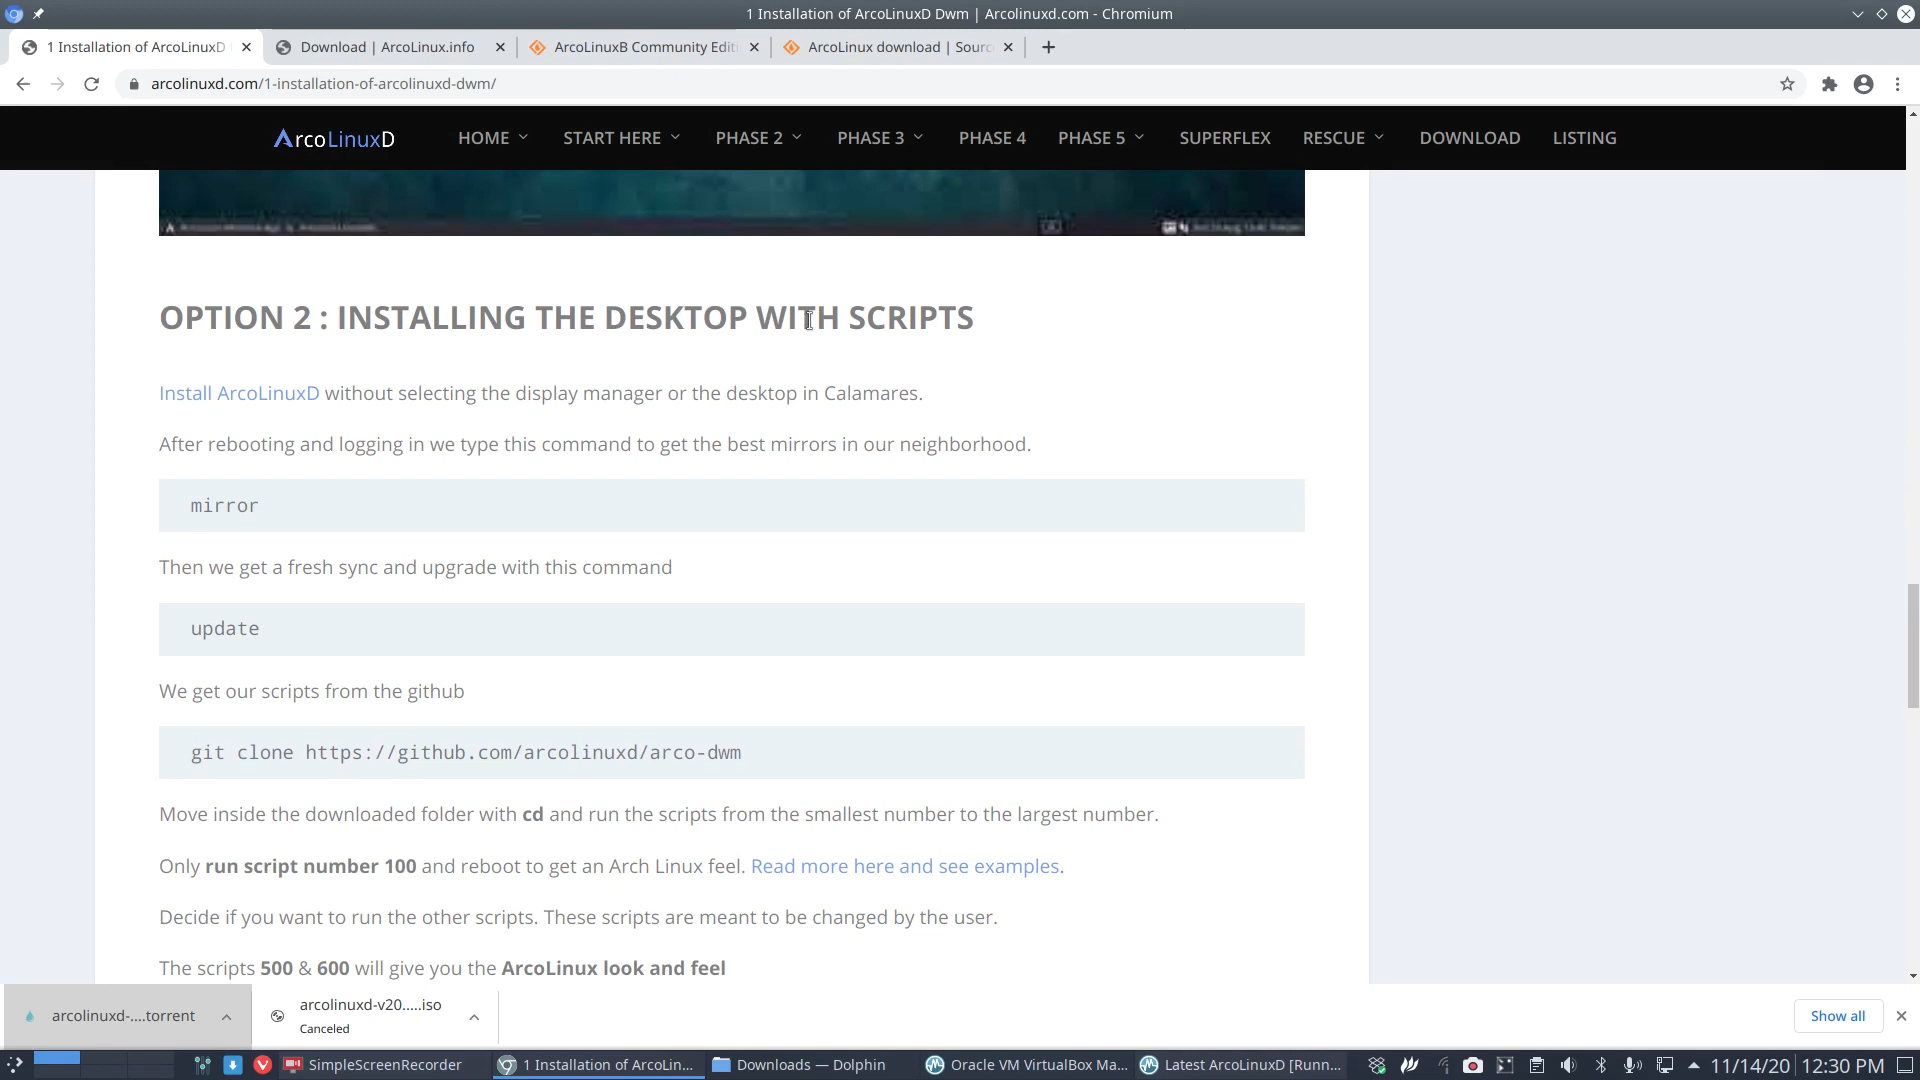 1 Installation of ArcoLinuxD Dwm | Arcolinuxd.com - Chromium
1 Installation of ArcoLinuxD
Download | ArcoLinux.info
ArcoLinuxB Community Edit
ArcoLinux download | Sourc
arcolinuxd.com/1-installation-of-arcolinuxd-dwm/
ArcoLinuxD
HOME
START HERE
PHASE 2
PHASE 3
PHASE 4
PHASE 5
SUPERFLEX
RESCUE
DOWNLOAD
LISTING
OPTION 2 : INSTALLING THE DESKTOP WITH SCRIPTS
Install ArcoLinuxD without selecting the display manager or the desktop in Calamares.
After rebooting and logging in we type this command to get the best mirrors in our neighborhood.
mirror
Then we get a fresh sync and upgrade with this command
update
We get our scripts from the github
git clone https://github.com/arcolinuxd/arco-dwm
Move inside the downloaded folder with cd and run the scripts from the smallest number to the largest number.
Only run script number 100 and reboot to get an Arch Linux feel. Read more here and see examples.
Decide if you want to run the other scripts. These scripts are meant to be changed by the user.
The scripts 500 & 600 will give you the ArcoLinux look and feel
arcolinuxd-....torrent
arcolinuxd-v20.....iso
Canceled
Show all
SimpleScreenRecorder
1 Installation of ArcoLin...
Downloads — Dolphin
Oracle VM VirtualBox Ma...
Latest ArcoLinuxD [Runn...
11/14/20
12:30 PM